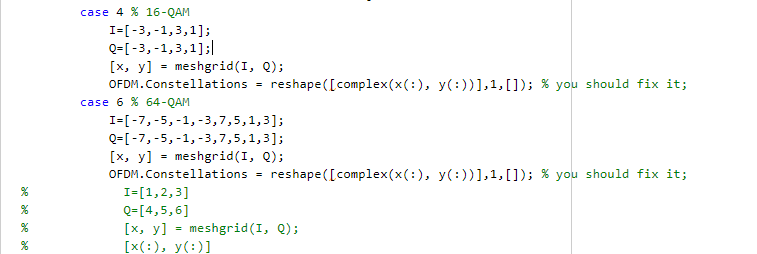 case 4 % 16-QAM
I=[-3,-1,3,1];
Q=[-3,-1,3,1];
[x, y] = meshgrid(I, Q);
OFDM.Constellations = reshape([complex(x(:), y(:))],1,[]); % you should fix it;
case 6 % 64-QAM
I=[-7,-5,-1,-3,7,5,1,3];
Q=[-7,-5,-1,-3,7,5,1,3];
[x, y] = meshgrid(I, Q);
OFDM.Constellations = reshape([complex(x(:), y(:))],1,[]); % you should fix it;
% I=[1,2,3]
% Q=[4,5,6]
% [x, y] = meshgrid(I, Q);
% [x(:), y(:)]